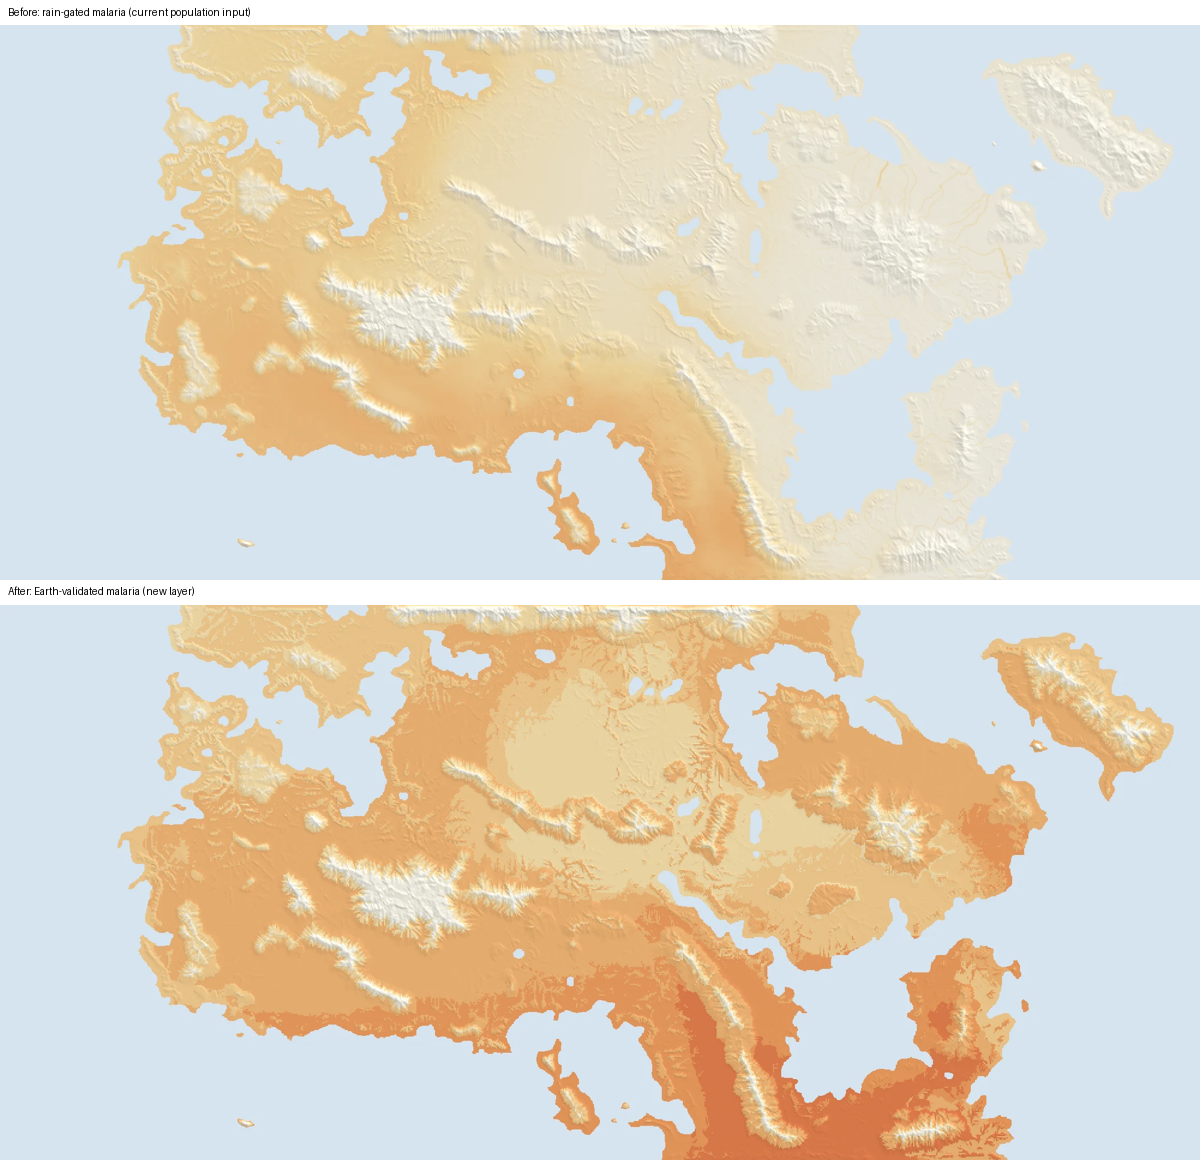 Before: rain-gated malaria (current population input)
After: Earth-validated malaria (new layer)